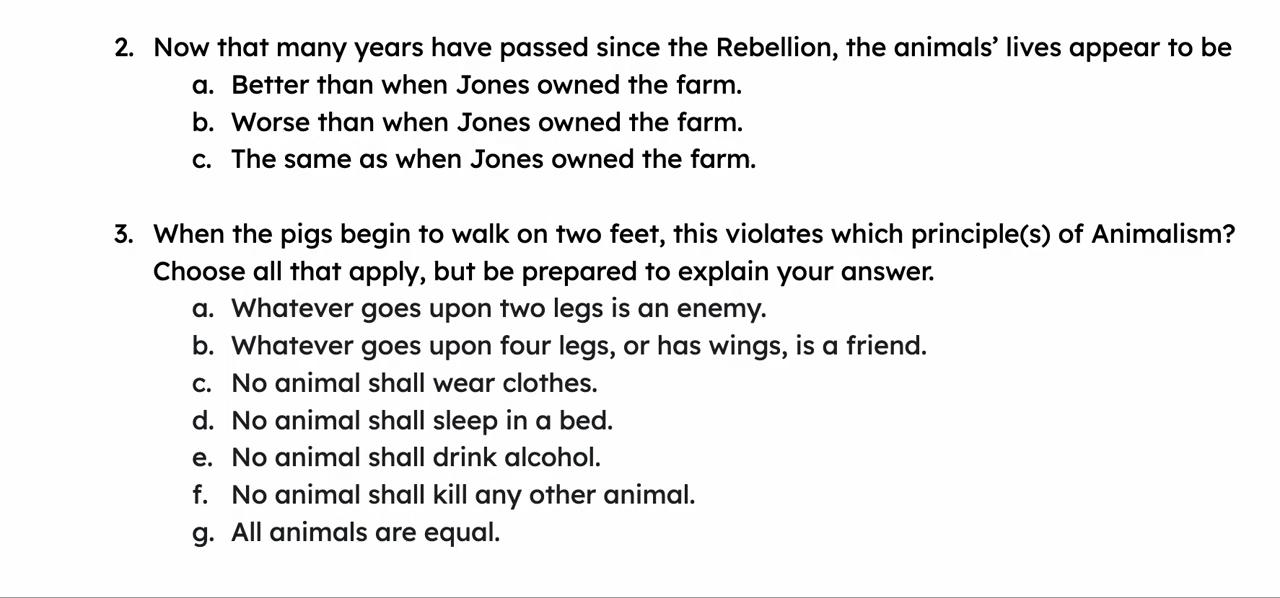 2. Now that many years have passed since the Rebellion, the animals’ lives appear to be
a. Better than when Jones owned the farm.
b. Worse than when Jones owned the farm.
c. The same as when Jones owned the farm.
3. When the pigs begin to walk on two feet, this violates which principle(s) of Animalism?
Choose all that apply, but be prepared to explain your answer.
a. Whatever goes upon two legs is an enemy.
b. Whatever goes upon four legs, or has wings, is a friend.
c. No animal shall wear clothes.
d. No animal shall sleep in a bed.
e. No animal shall drink alcohol.
f. No animal shall kill any other animal.
g. All animals are equal.